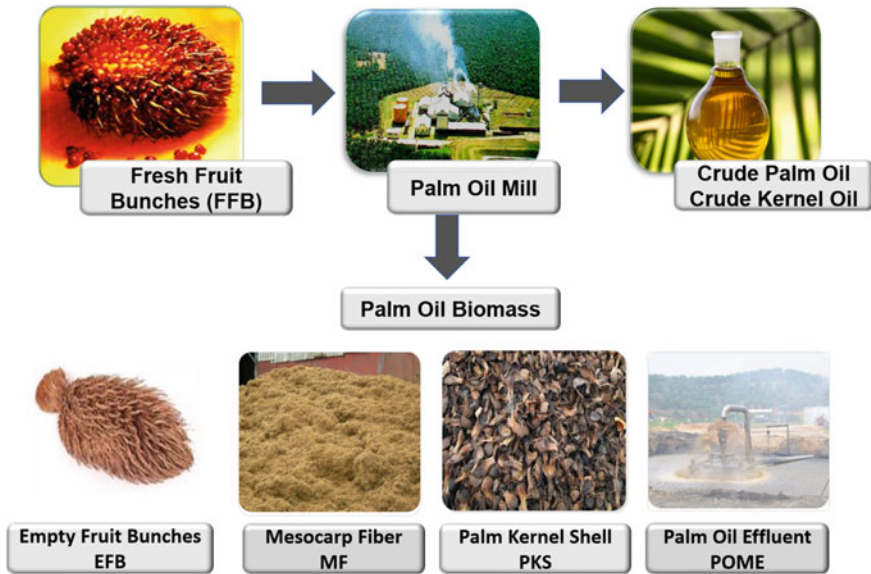 Fresh Fruit
Bunches (FFB)
Palm Oil Mill
Crude Palm Oil
Crude Kernel Oil
Palm Oil Biomass
Empty Fruit Bunches
EFB
Mesocarp Fiber
MF
Palm Kernel Shell
PKS
Palm Oil Effluent
POME